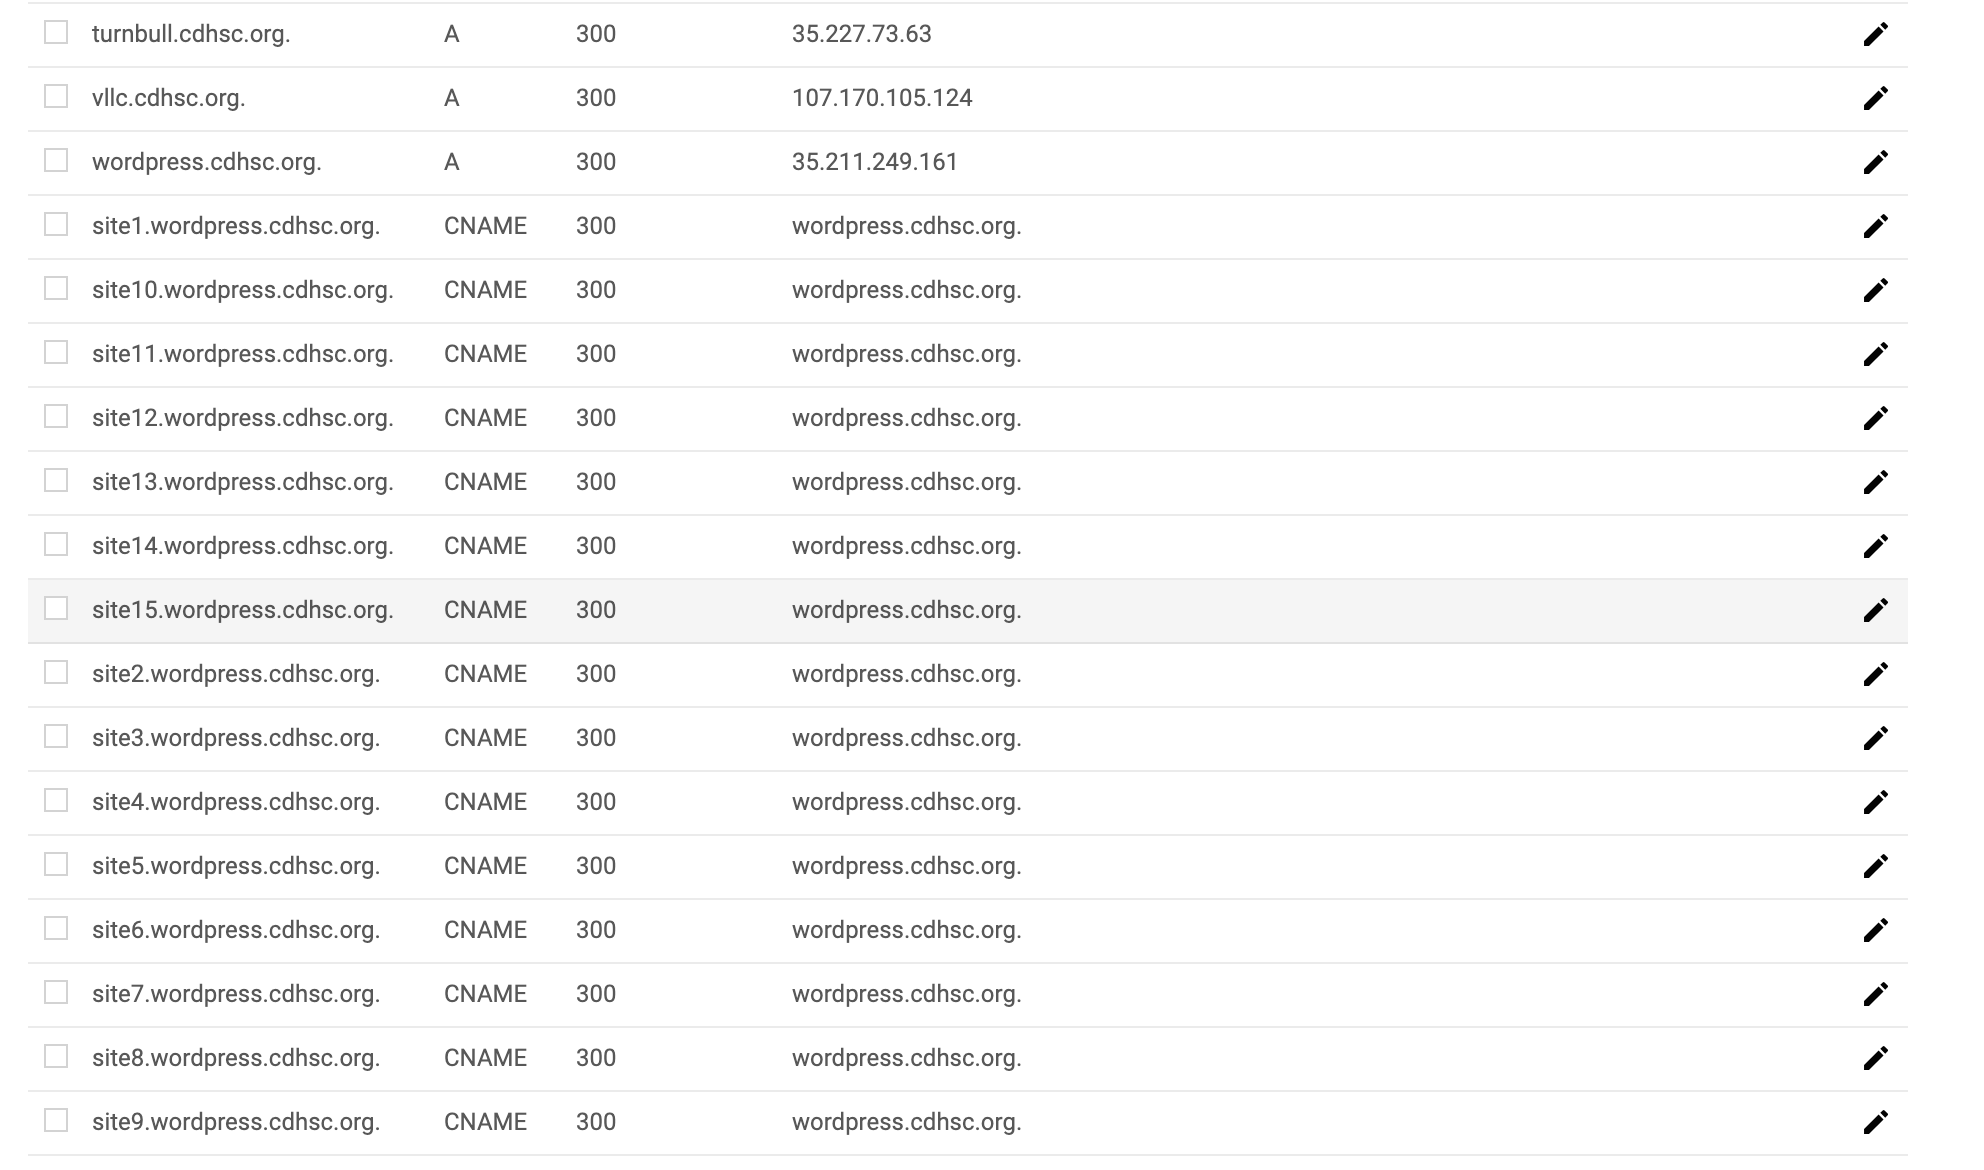 turnbull.cdhsc.org. A 300 35.227.73.63
vllc.cdhsc.org. A 300 107.170.105.124
wordpress.cdhsc.org. A 300 35.211.249.161
site1.wordpress.cdhsc.org. CNAME 300 wordpress.cdhsc.org.
site10.wordpress.cdhsc.org. CNAME 300 wordpress.cdhsc.org.
site11.wordpress.cdhsc.org. CNAME 300 wordpress.cdhsc.org.
site12.wordpress.cdhsc.org. CNAME 300 wordpress.cdhsc.org.
site13.wordpress.cdhsc.org. CNAME 300 wordpress.cdhsc.org.
site14.wordpress.cdhsc.org. CNAME 300 wordpress.cdhsc.org.
site15.wordpress.cdhsc.org. CNAME 300 wordpress.cdhsc.org.
site2.wordpress.cdhsc.org. CNAME 300 wordpress.cdhsc.org.
site3.wordpress.cdhsc.org. CNAME 300 wordpress.cdhsc.org.
site4.wordpress.cdhsc.org. CNAME 300 wordpress.cdhsc.org.
site5.wordpress.cdhsc.org. CNAME 300 wordpress.cdhsc.org.
site6.wordpress.cdhsc.org. CNAME 300 wordpress.cdhsc.org.
site7.wordpress.cdhsc.org. CNAME 300 wordpress.cdhsc.org.
site8.wordpress.cdhsc.org. CNAME 300 wordpress.cdhsc.org.
site9.wordpress.cdhsc.org. CNAME 300 wordpress.cdhsc.org.